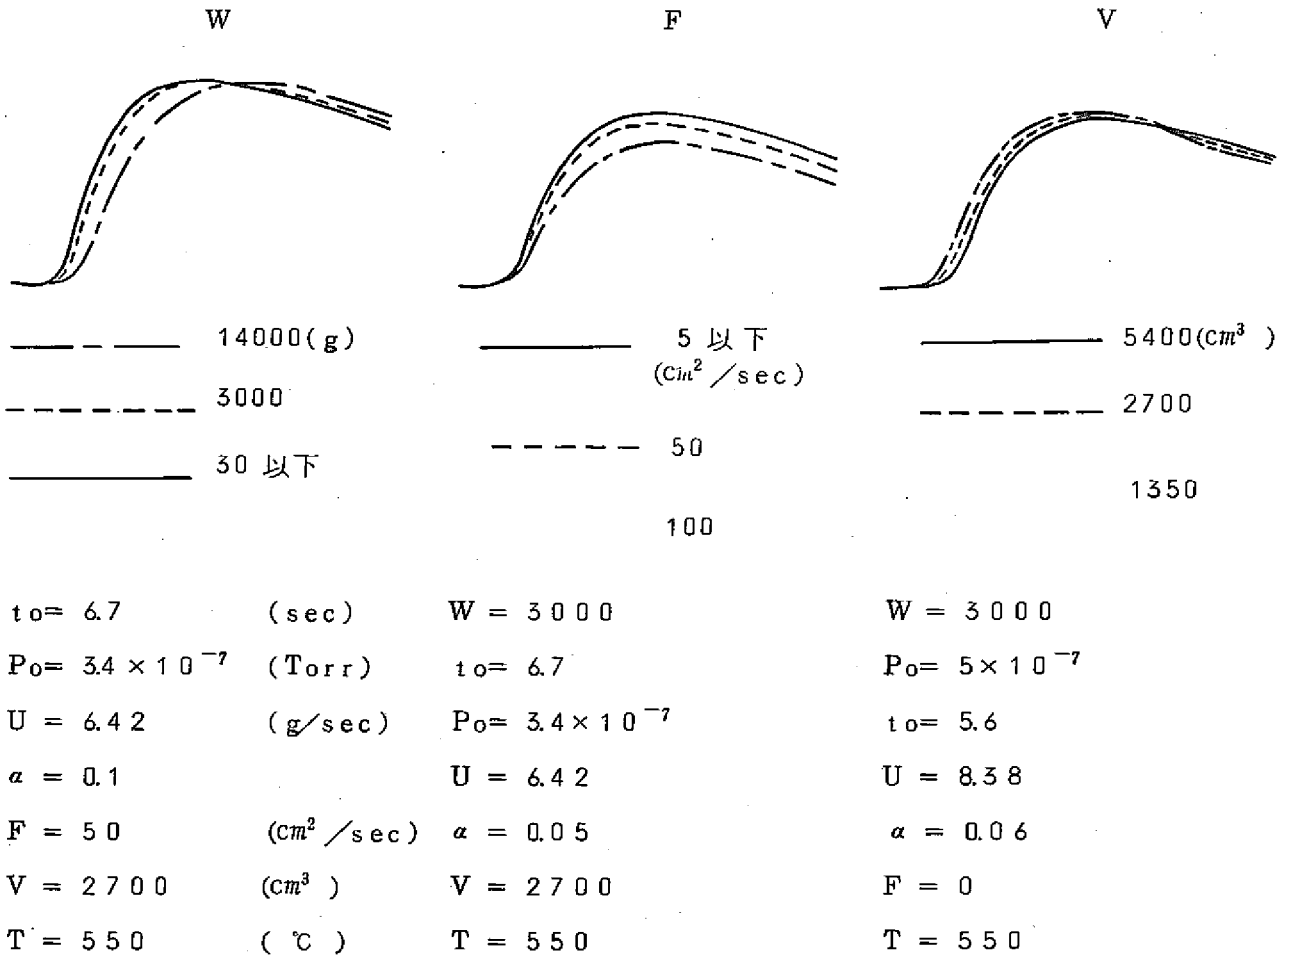 W F V
14000(g)
3000
30 以下
5 以下
(cm² /sec)
50
100
5400(cm³ )
2700
1350
to= 6.7 (sec)
Po= 3.4 × 10⁻⁷ (Torr)
U = 6.42 (g/sec)
α = 0.1
F = 50 (cm² /sec)
V = 2700 (cm³ )
T = 550 ( ℃ )
W = 3000
to= 6.7
Po= 3.4 × 10⁻⁷
U = 6.42
α = 0.05
V = 2700
T = 550
W = 3000
Po= 5× 10⁻⁷
to= 5.6
U = 8.38
α = 0.06
F = 0
T = 550